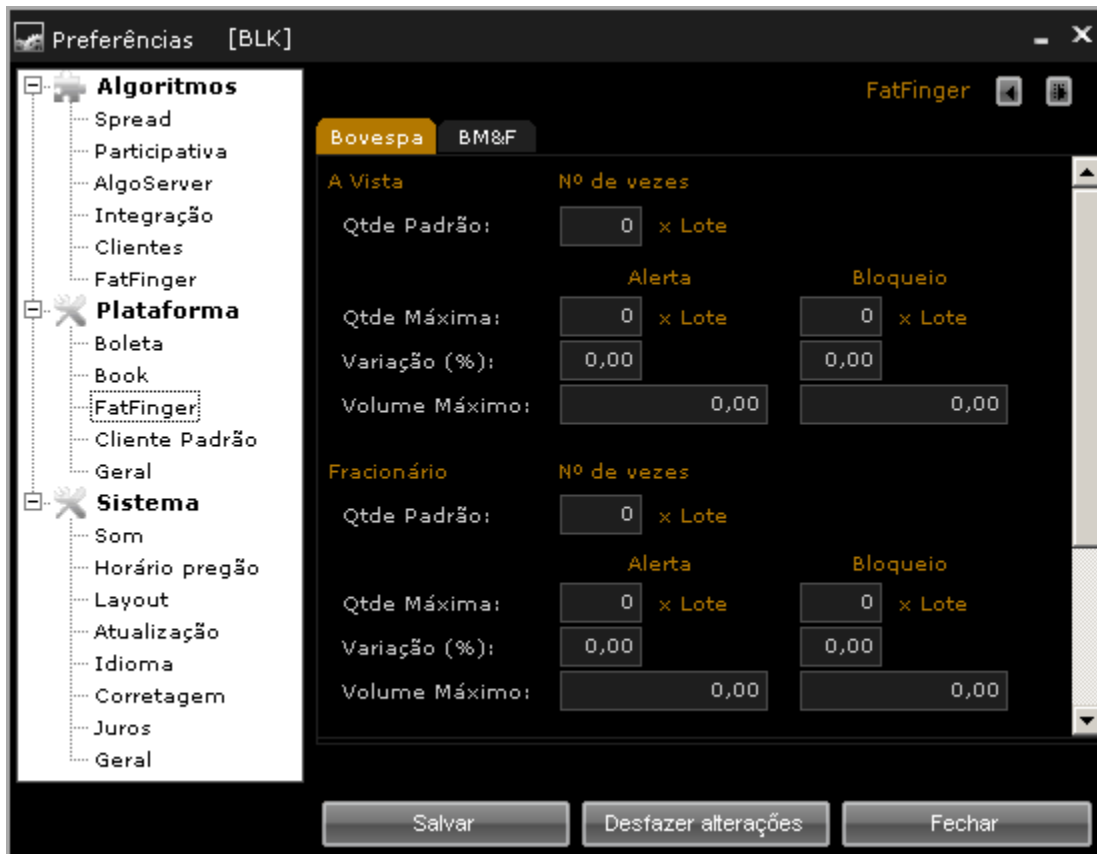 Preferências [BLK]
Algoritmos
Spread
Participativa
AlgoServer
Integração
Clientes
FatFinger
Plataforma
Boleta
Book
FatFinger
Cliente Padrão
Geral
Sistema
Som
Horário pregão
Layout
Atualização
Idioma
Corretagem
Juros
Geral
FatFinger
Bovespa BM&F
A Vista Nº de vezes
Qtde Padrão: 0 x Lote
Alerta Bloqueio
Qtde Máxima: 0 x Lote 0 x Lote
Variação (%): 0,00 0,00
Volume Máximo: 0,00 0,00
Fracionário Nº de vezes
Qtde Padrão: 0 x Lote
Alerta Bloqueio
Qtde Máxima: 0 x Lote 0 x Lote
Variação (%): 0,00 0,00
Volume Máximo: 0,00 0,00
Salvar Desfazer alterações Fechar